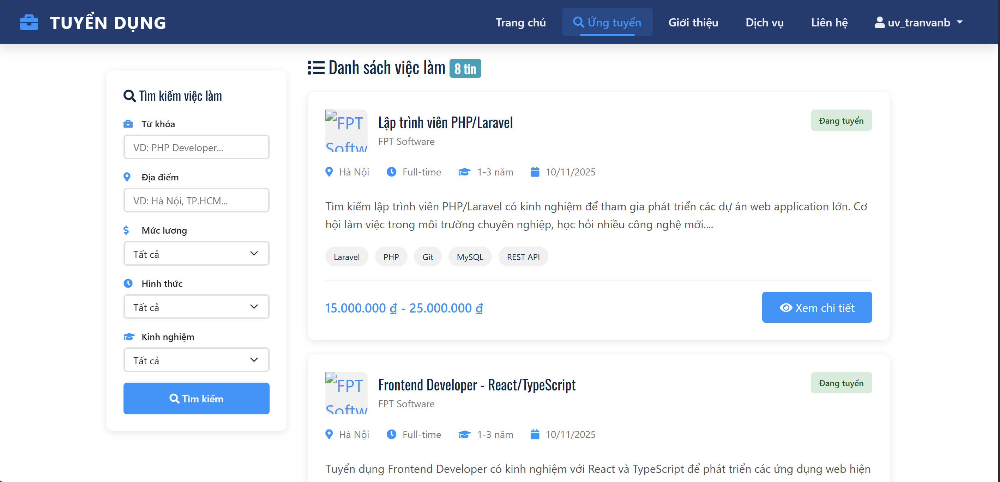 TUYỂN DỤNG
Trang chủ
Ứng tuyển
Giới thiệu
Dịch vụ
Liên hệ
uv_tranvanb
Tìm kiếm việc làm
Từ khóa
VD: PHP Developer...
Địa điểm
VD: Hà Nội, TP.HCM...
Mức lương
Tất cả
Hình thức
Tất cả
Kinh nghiệm
Tất cả
Tìm kiếm
Danh sách việc làm 8 tin
FPT
Softw
Lập trình viên PHP/Laravel
FPT Software
Đang tuyển
Hà Nội Full-time 1-3 năm 10/11/2025
Tìm kiếm lập trình viên PHP/Laravel có kinh nghiệm để tham gia phát triển các dự án web application lớn. Cơ
hội làm việc trong môi trường chuyên nghiệp, học hỏi nhiều công nghệ mới....
Laravel PHP Git MySQL REST API
15.000.000 ₫ - 25.000.000 ₫
Xem chi tiết
FPT
Softw
Frontend Developer - React/TypeScript
FPT Software
Đang tuyển
Hà Nội Full-time 1-3 năm 10/11/2025
Tuyển dụng Frontend Developer có kinh nghiệm với React và TypeScript để phát triển các ứng dụng web hiện